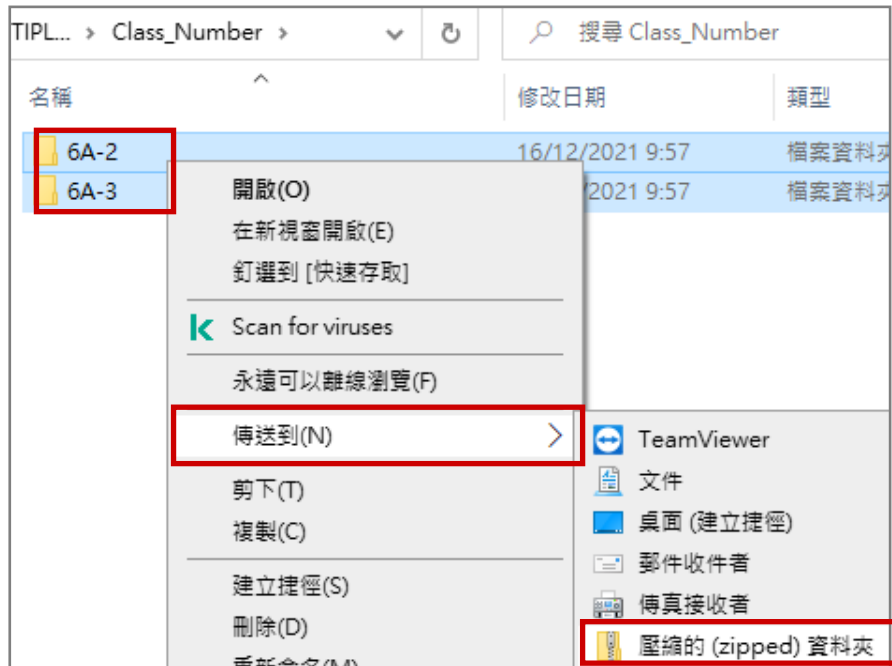 TIPL... > Class_Number >
搜尋 Class_Number
名稱 修改日期 類型
6A-2 16/12/2021 9:57 檔案資料夾
6A-3 /2021 9:57 檔案資料夾
開啟(O)
在新視窗開啟(E)
釘選到 [快速存取]
Scan for viruses
永遠可以離線瀏覽(F)
傳送到(N)
TeamViewer
文件
桌面 (建立捷徑)
郵件收件者
傳真接收者
壓縮的 (zipped) 資料夾
剪下(T)
複製(C)
建立捷徑(S)
刪除(D)
重新命名(M)